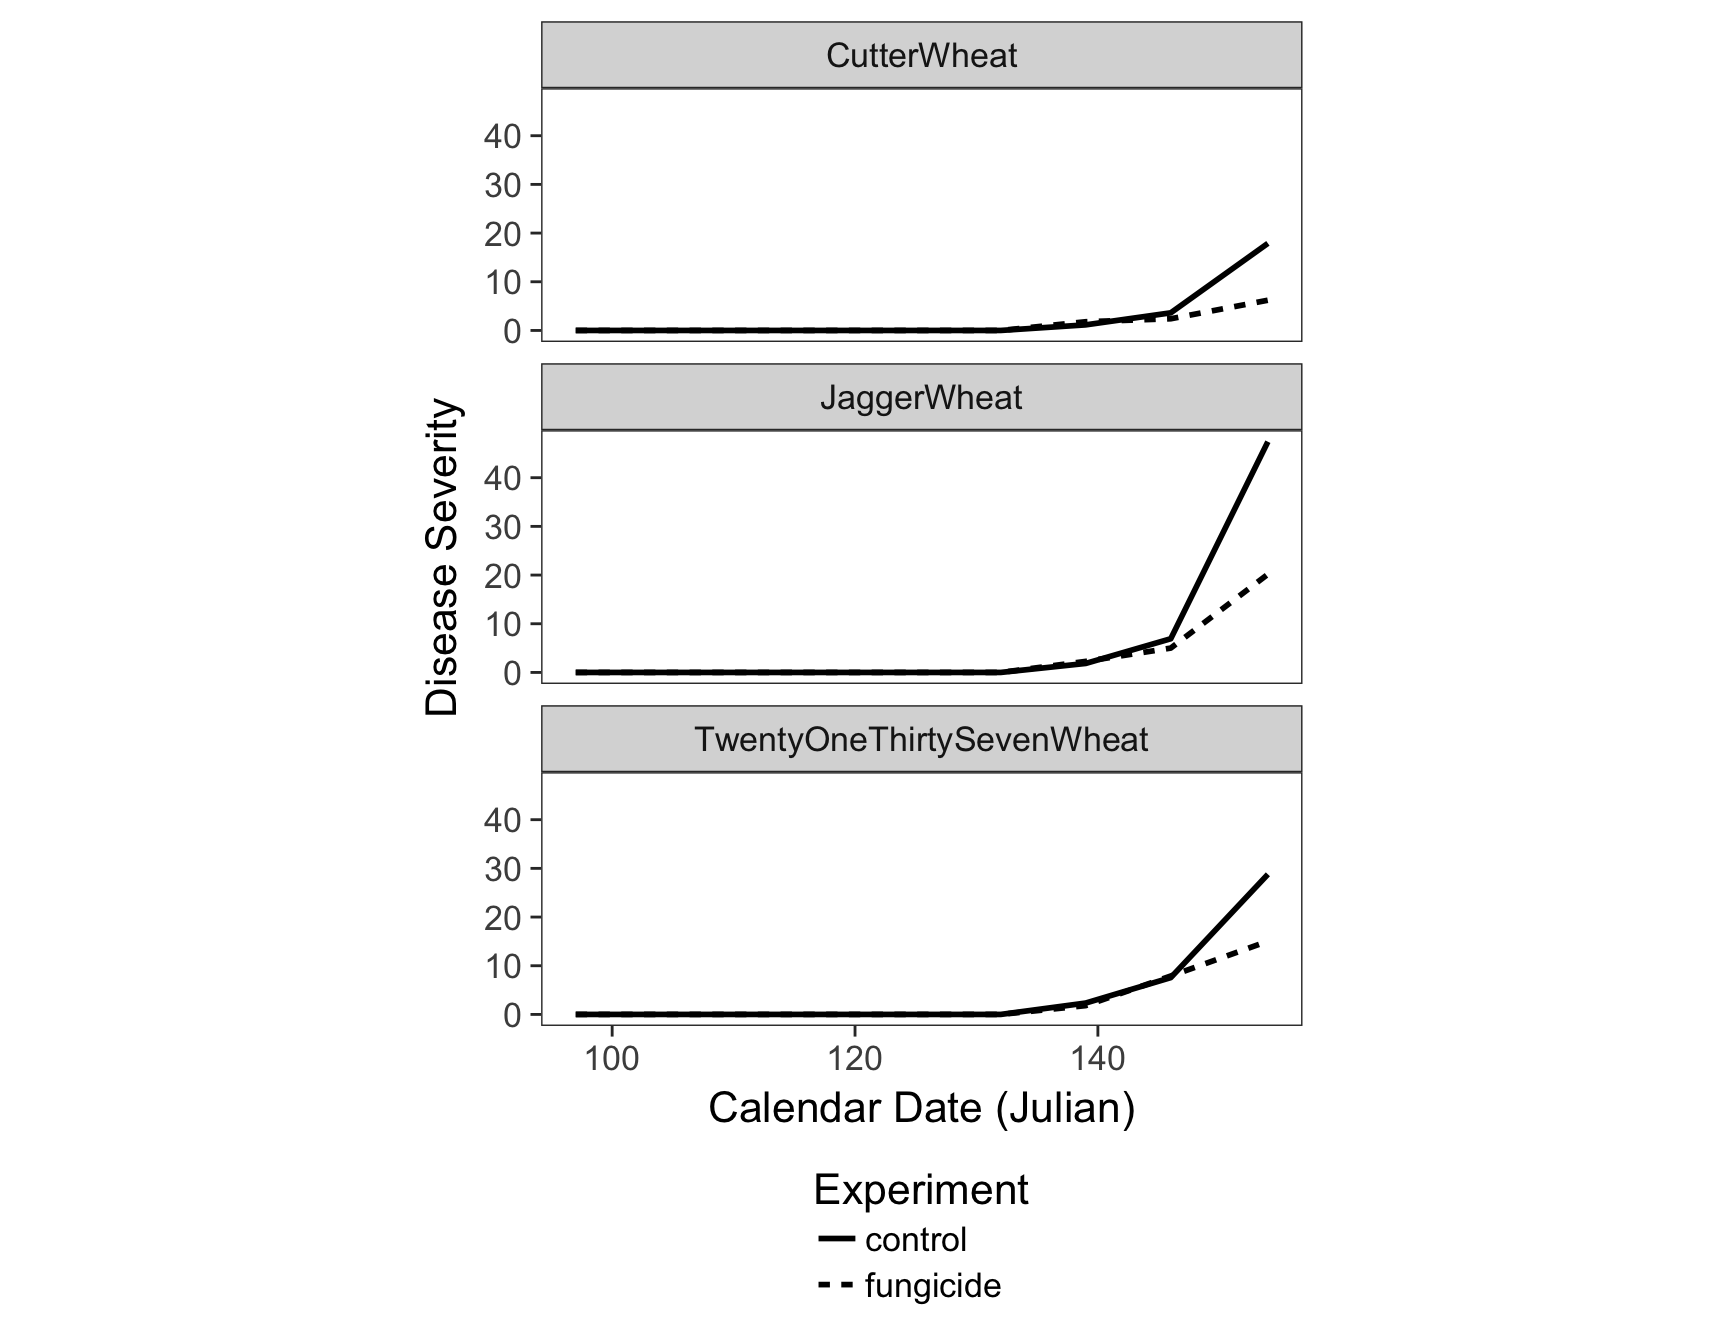 CutterWheat
40
30
20
10
0
JaggerWheat
40
30
20
10
0
TwentyOneThirtySevenWheat
40
30
20
10
0
Disease Severity
100 120 140
Calendar Date (Julian)
Experiment
control
fungicide